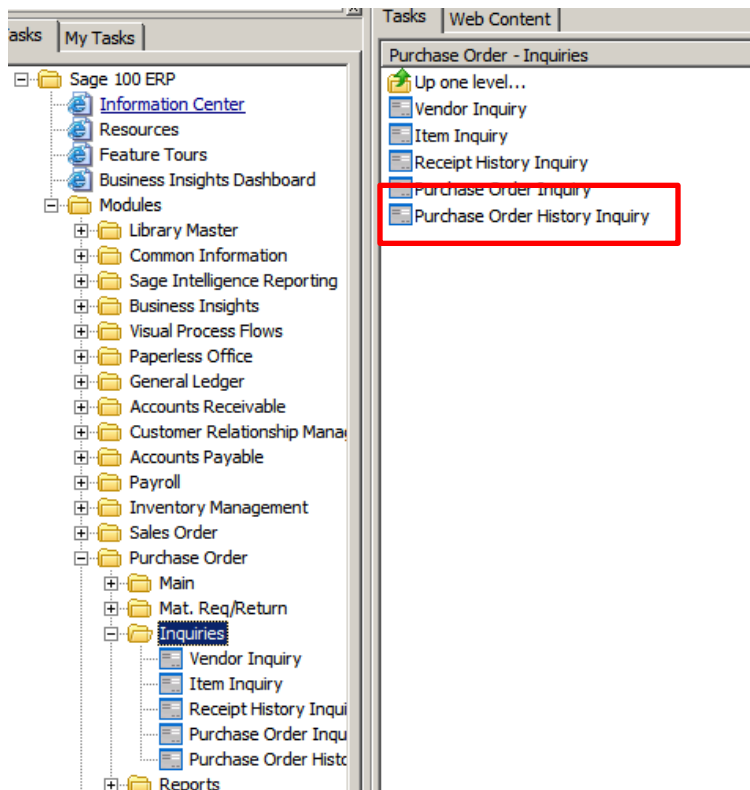 asks
My Tasks
Sage 100 ERP
Information Center
Resources
Feature Tours
Business Insights Dashboard
Modules
Library Master
Common Information
Sage Intelligence Reporting
Business Insights
Visual Process Flows
Paperless Office
General Ledger
Accounts Receivable
Customer Relationship Mana
Accounts Payable
Payroll
Inventory Management
Sales Order
Purchase Order
Main
Mat. Req/Return
Inquiries
Vendor Inquiry
Item Inquiry
Receipt History Inqui
Purchase Order Inqu
Purchase Order Histo
Reports
Tasks
Web Content
Purchase Order - Inquiries
Up one level...
Vendor Inquiry
Item Inquiry
Receipt History Inquiry
Purchase Order Inquiry
Purchase Order History Inquiry